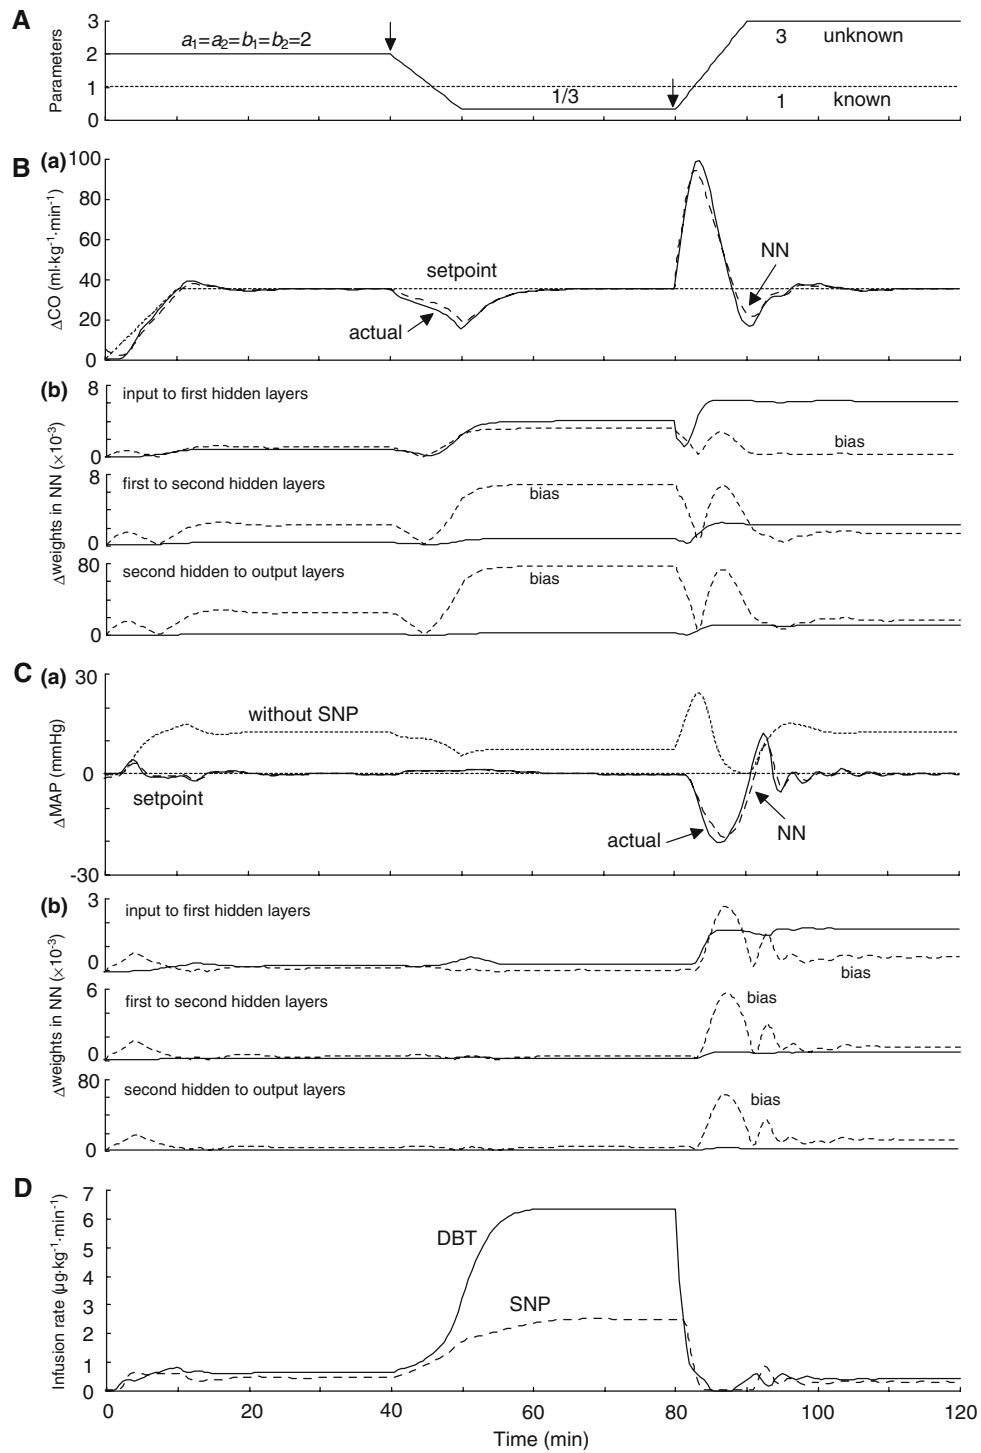 A
Parameters
3
2
1
0
a1=a2=b1=b2=2
1/3
3 unknown
1 known
B (a)
ΔCO (ml·kg-1·min-1)
100
80
60
40
20
0
setpoint
actual
NN
(b)
Δweights in NN (×10-3)
8
0
input to first hidden layers
bias
8
0
first to second hidden layers
bias
80
0
second hidden to output layers
bias
C (a)
ΔMAP (mmHg)
30
0
-30
without SNP
setpoint
actual
NN
(b)
Δweights in NN (×10-3)
3
0
input to first hidden layers
bias
6
0
first to second hidden layers
bias
80
0
second hidden to output layers
bias
D
Infusion rate (µg·kg-1·min-1)
7
6
5
4
3
2
1
0
DBT
SNP
0 20 40 60 80 100 120
Time (min)